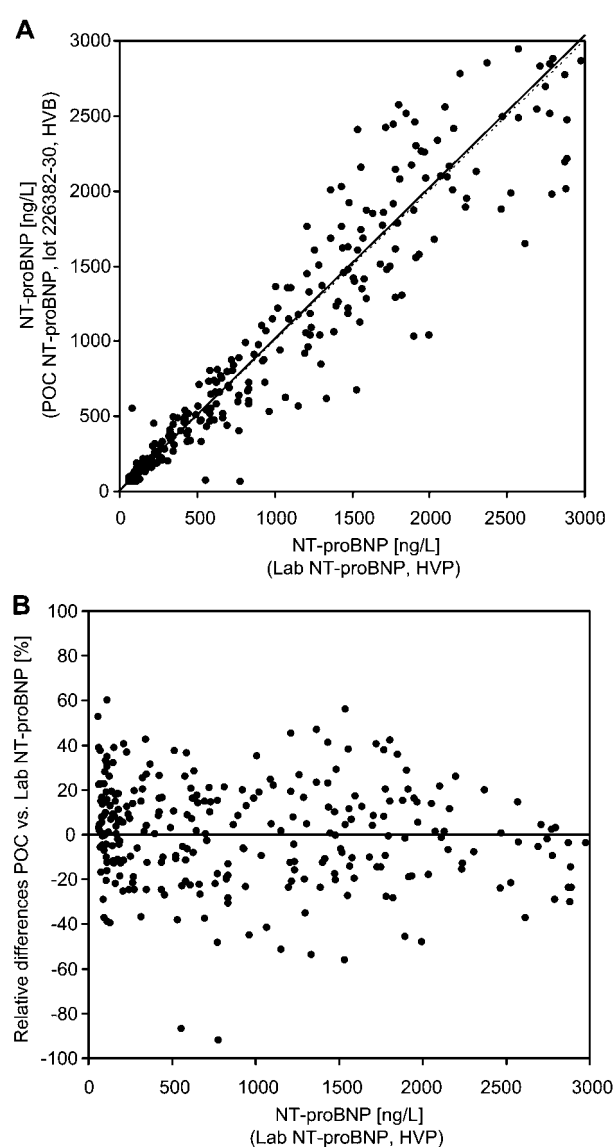 A
3000
2500
2000
1500
1000
500
0
NT-proBNP [ng/L]
(POC NT-proBNP, lot 226382-30, HVB)
0 500 1000 1500 2000 2500 3000
NT-proBNP [ng/L]
(Lab NT-proBNP, HVP)
B
100
80
60
40
20
0
-20
-40
-60
-80
-100
Relative differences POC vs. Lab NT-proBNP [%]
0 500 1000 1500 2000 2500 3000
NT-proBNP [ng/L]
(Lab NT-proBNP, HVP)